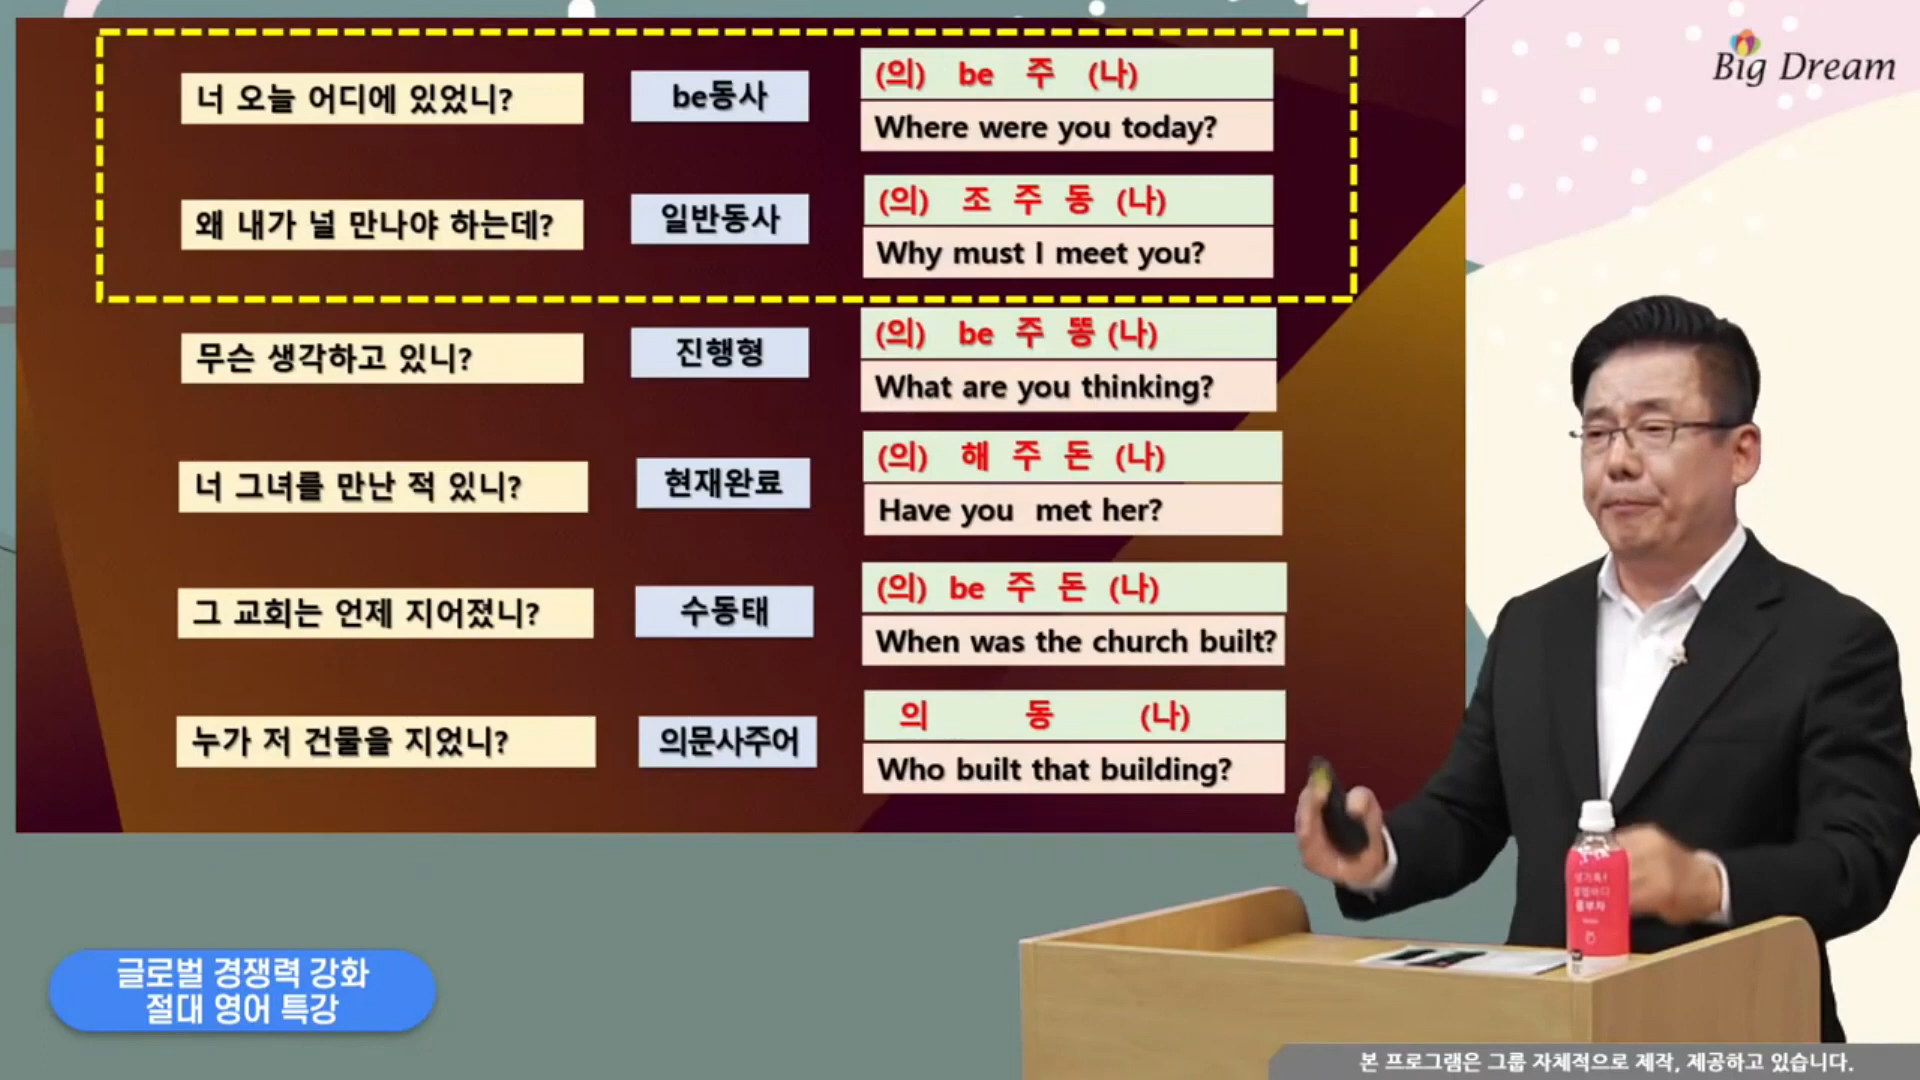 너 오늘 어디에 있었니?
be동사
(의) be 주 (나)
Where were you today?
왜 내가 널 만나야 하는데?
일반동사
(의) 조 주 동 (나)
Why must I meet you?
무슨 생각하고 있니?
진행형
(의) be 주 똥 (나)
What are you thinking?
너 그녀를 만난 적 있니?
현재완료
(의) 해 주 돈 (나)
Have you met her?
그 교회는 언제 지어졌니?
수동태
(의) be 주 돈 (나)
When was the church built?
누가 저 건물을 지었니?
의문사주어
의 동 (나)
Who built that building?
Big Dream
글로벌 경쟁력 강화
절대 영어 특강
본 프로그램은 그룹 자체적으로 제작, 제공하고 있습니다.